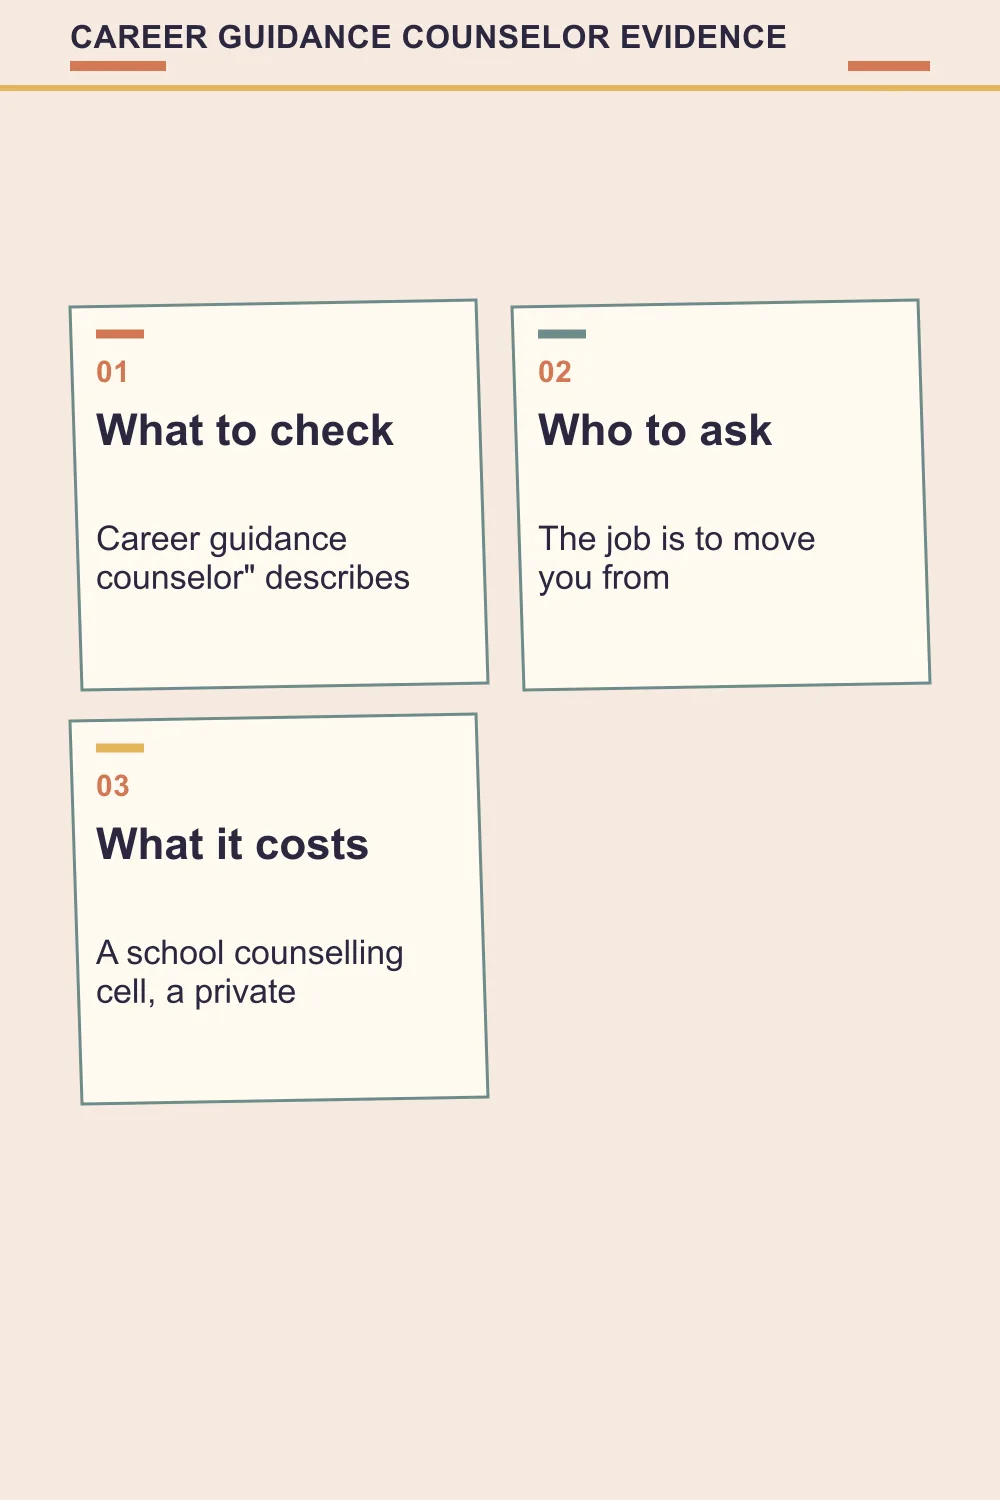 CAREER GUIDANCE COUNSELOR EVIDENCE
01
What to check
Career guidance
counselor" describes
02
Who to ask
The job is to move
you from
03
What it costs
A school counselling
cell, a private